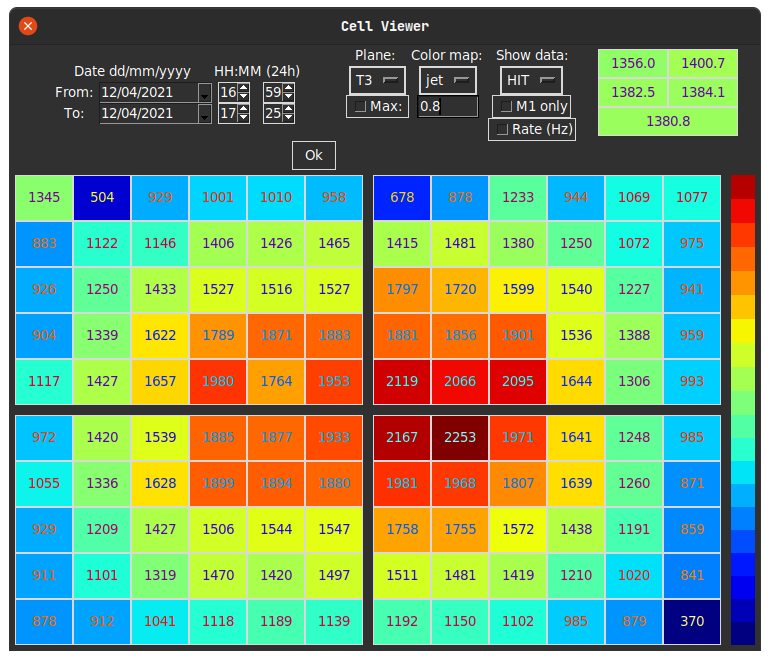 Cell Viewer
Plane: Color map: Show data:
Date dd/mm/yyyy HH:MM (24h)
From: 12/04/2021 16 59
To: 12/04/2021 17 25
T3 jet HIT
Max: 0.8 M1 only
Rate (Hz)
1356.0 1400.7
1382.5 1384.1
1380.8
Ok
1345 504 929 1001 1010 958 678 878 1233 944 1069 1077
883 1122 1146 1406 1426 1465 1415 1481 1380 1250 1072 975
926 1250 1433 1527 1516 1527 1797 1720 1599 1540 1227 941
904 1339 1622 1789 1871 1883 1881 1856 1901 1536 1388 959
1117 1427 1657 1980 1764 1953 2119 2066 2095 1644 1306 993
972 1420 1539 1885 1877 1933 2167 2253 1971 1641 1248 985
1055 1336 1628 1899 1894 1880 1981 1968 1807 1639 1260 871
929 1209 1427 1506 1544 1547 1758 1755 1572 1438 1191 859
911 1101 1319 1470 1420 1497 1511 1481 1419 1210 1020 841
878 912 1041 1118 1189 1139 1192 1150 1102 985 879 370